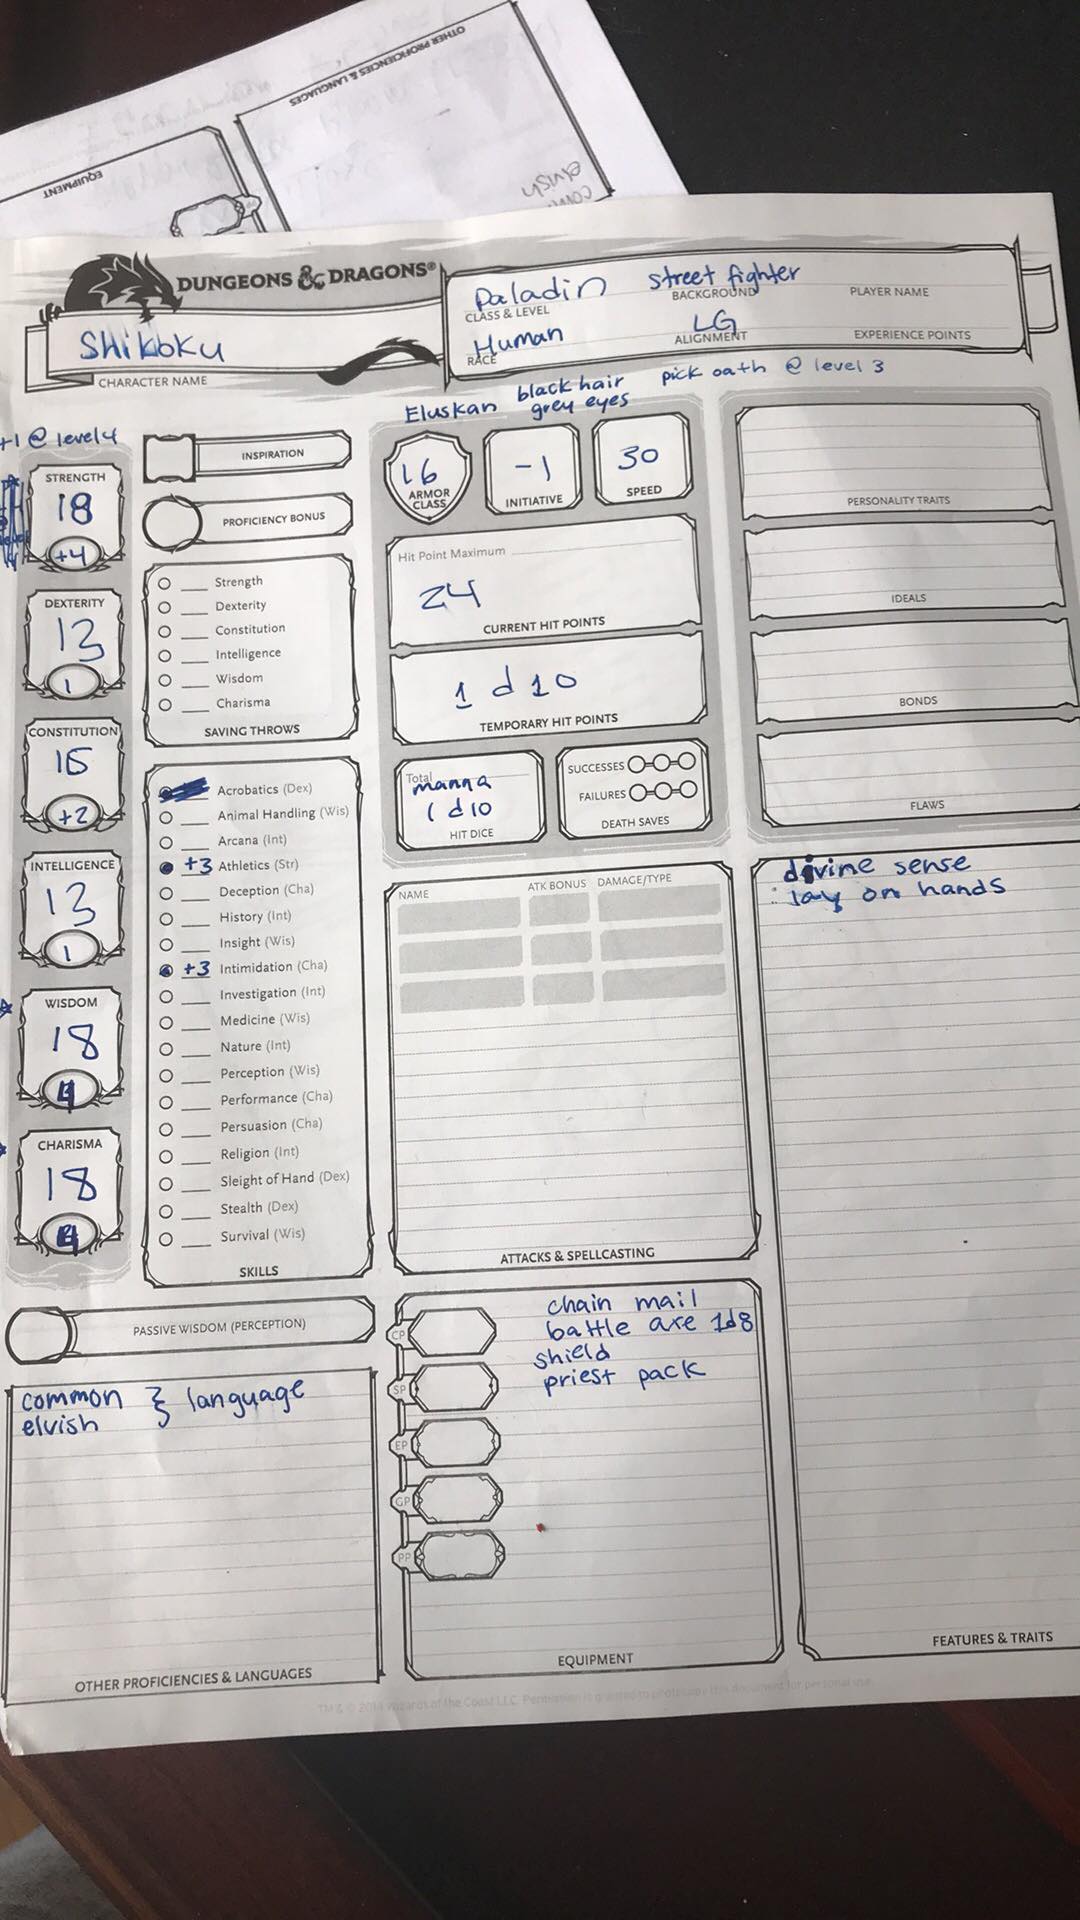 OTHER PROFICIENCIES & LANGUAGES
EQUIPMENT
elvish
DUNGEONS & DRAGONS®
Paladin street fighter
CLASS & LEVEL BACKGROUND PLAYER NAME
Human LG
RACE ALIGNMENT EXPERIENCE POINTS
Shikoku
CHARACTER NAME
Eluskan black hair pick oath @ level 3
grey eyes
+1 @ level 4
STRENGTH
18
+4
DEXTERITY
13
1
CONSTITUTION
15
+2
INTELLIGENCE
13
1
WISDOM
18
4
CHARISMA
18
4
INSPIRATION
PROFICIENCY BONUS
Strength
Dexterity
Constitution
Intelligence
Wisdom
Charisma
SAVING THROWS
Acrobatics (Dex)
Animal Handling (Wis)
Arcana (Int)
+3 Athletics (Str)
Deception (Cha)
History (Int)
Insight (Wis)
+3 Intimidation (Cha)
Investigation (Int)
Medicine (Wis)
Nature (Int)
Perception (Wis)
Performance (Cha)
Persuasion (Cha)
Religion (Int)
Sleight of Hand (Dex)
Stealth (Dex)
Survival (Wis)
SKILLS
PASSIVE WISDOM (PERCEPTION)
common } language
elvish
OTHER PROFICIENCIES & LANGUAGES
16
ARMOR
CLASS
-1
INITIATIVE
30
SPEED
Hit Point Maximum
24
CURRENT HIT POINTS
1 d 10
TEMPORARY HIT POINTS
Total
manna
1 d 10
HIT DICE
SUCCESSES
FAILURES
DEATH SAVES
NAME ATK BONUS DAMAGE/TYPE
ATTACKS & SPELLCASTING
CP
SP
EP
GP
PP
chain mail
battle axe 1d8
shield
priest pack
EQUIPMENT
PERSONALITY TRAITS
IDEALS
BONDS
FLAWS
divine sense
lay on hands
FEATURES & TRAITS
TM & © 2014 Wizards of the Coast LLC. Permission is granted to photocopy this document for personal use.